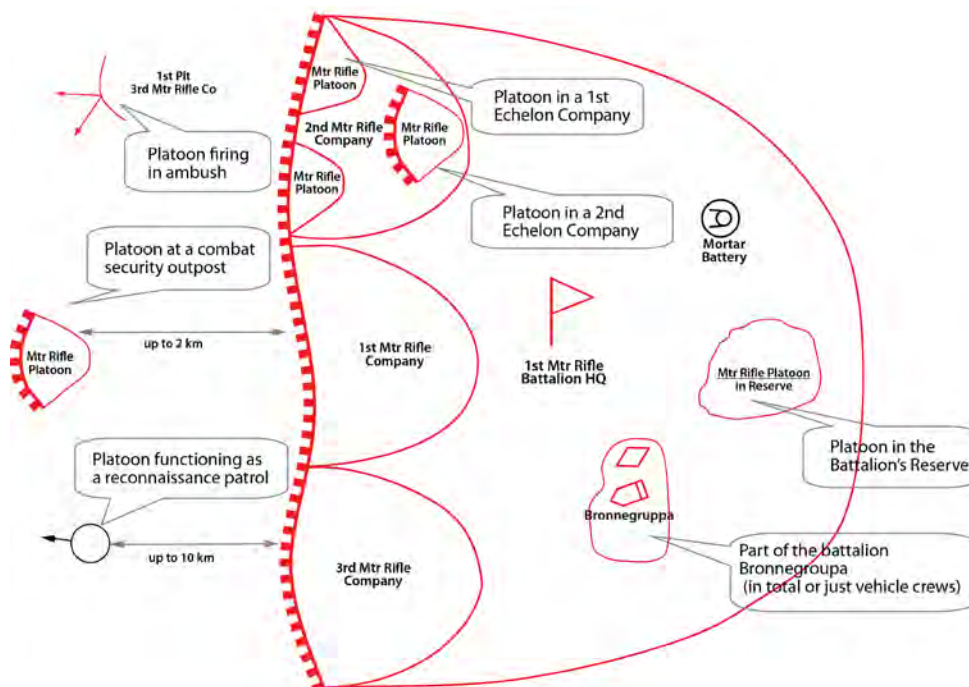 1st Plt
3rd Mtr Rifle Co
Platoon firing
in ambush
Mtr Rifle
Platoon
Platoon in a 1st
Echelon Company
2nd Mtr Rifle
Company
Mtr Rifle
Platoon
Mtr Rifle
Platoon
Platoon in a 2nd
Echelon Company
Mortar
Battery
Platoon at a combat
security outpost
up to 2 km
Mtr Rifle
Platoon
1st Mtr Rifle
Company
1st Mtr Rifle
Battalion HQ
Mtr Rifle Platoon
in Reserve
Platoon in the
Battalion's Reserve
Platoon functioning as
a reconnaissance patrol
up to 10 km
Bronnegruppa
Part of the battalion
Bronnegroupa
(in total or just vehicle crews)
3rd Mtr Rifle
Company